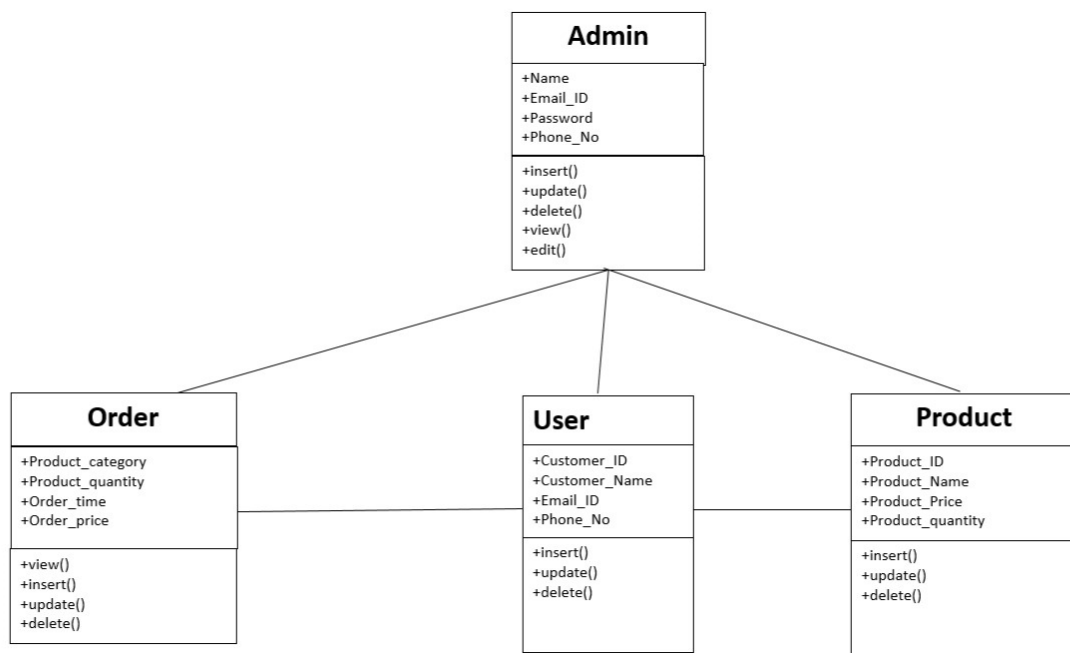 Admin
+Name
+Email_ID
+Password
+Phone_No
+insert()
+update()
+delete()
+view()
+edit()
Order
+Product_category
+Product_quantity
+Order_time
+Order_price
+view()
+insert()
+update()
+delete()
User
+Customer_ID
+Customer_Name
+Email_ID
+Phone_No
+insert()
+update()
+delete()
Product
+Product_ID
+Product_Name
+Product_Price
+Product_quantity
+insert()
+update()
+delete()